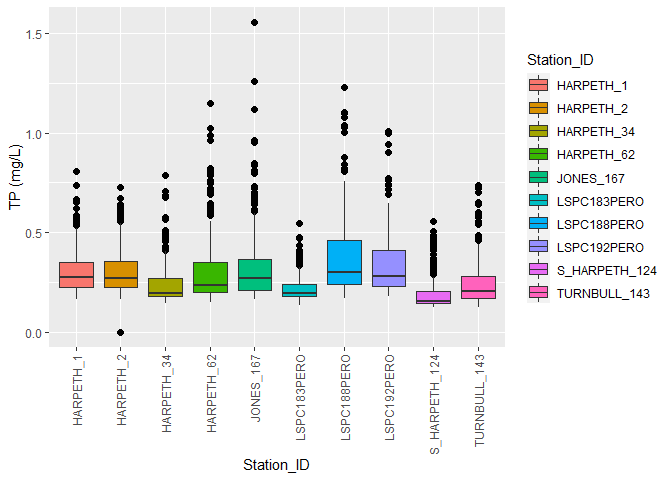 TP (mg/L)
1.5
1.0
0.5
0.0
HARPETH_1
HARPETH_2
HARPETH_34
HARPETH_62
JONES_167
LSPC183PERO
LSPC188PERO
LSPC192PERO
S_HARPETH_124
TURNBULL_143
Station_ID
Station_ID
HARPETH_1
HARPETH_2
HARPETH_34
HARPETH_62
JONES_167
LSPC183PERO
LSPC188PERO
LSPC192PERO
S_HARPETH_124
TURNBULL_143